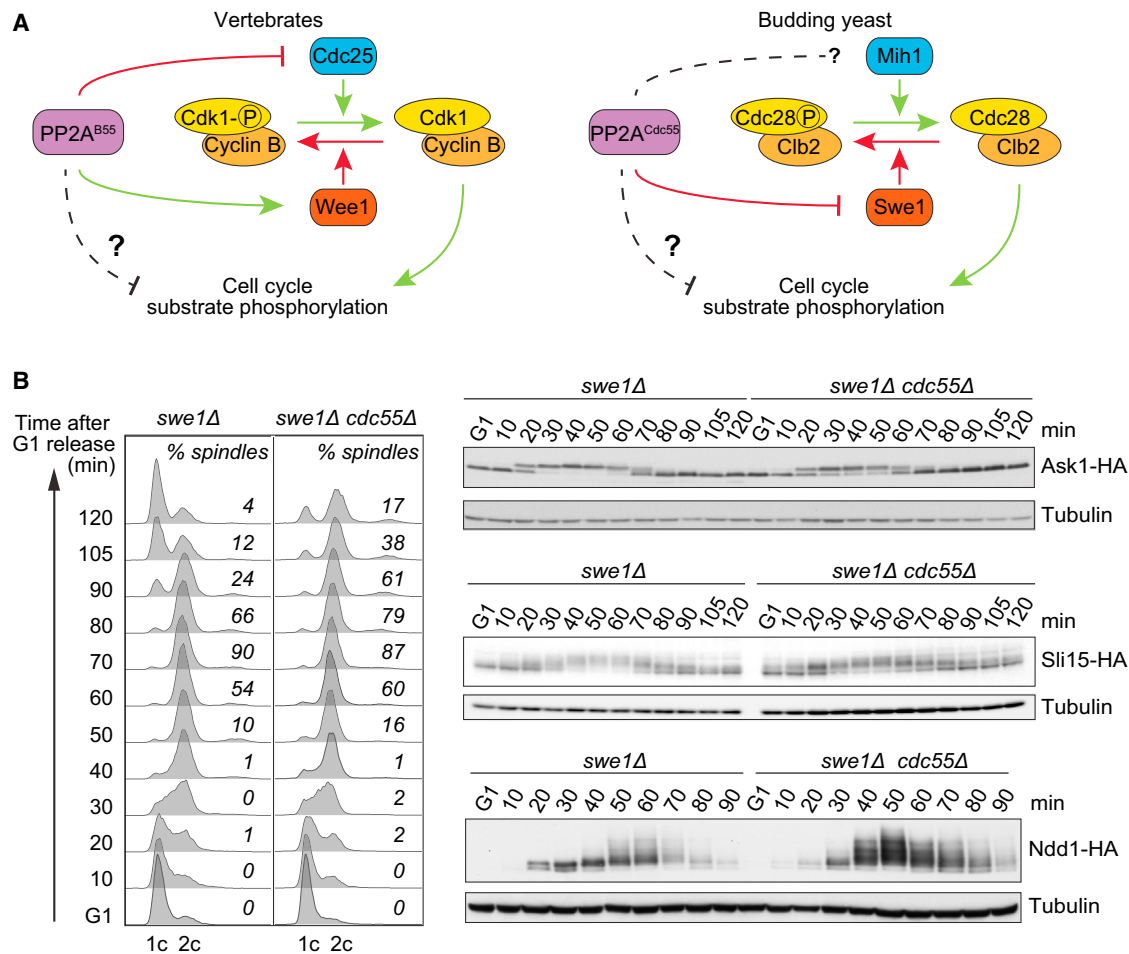 A
Vertebrates
Cdc25
PP2A^B55
Cdk1-P
Cyclin B
Cdk1
Cyclin B
Wee1
?
Cell cycle
substrate phosphorylation
Budding yeast
?
Mih1
PP2A^Cdc55
Cdc28P
Clb2
Cdc28
Clb2
Swe1
?
Cell cycle
substrate phosphorylation
B
Time after
G1 release
(min)
swe1Δ swe1Δ cdc55Δ
% spindles % spindles
120 4 17
105 12 38
90 24 61
80 66 79
70 90 87
60 54 60
50 10 16
40 1 1
30 0 2
20 1 2
10 0 0
G1 0 0
1c 2c 1c 2c
swe1Δ swe1Δ cdc55Δ
G1 10 20 30 40 50 60 70 80 90 105 120 G1 10 20 30 40 50 60 70 80 90 105 120 min
Ask1-HA
Tubulin
swe1Δ swe1Δ cdc55Δ
G1 10 20 30 40 50 60 70 80 90 105 120 G1 10 20 30 40 50 60 70 80 90 105 120 min
Sli15-HA
Tubulin
swe1Δ swe1Δ cdc55Δ
G1 10 20 30 40 50 60 70 80 90 G1 10 20 30 40 50 60 70 80 90 min
Ndd1-HA
Tubulin